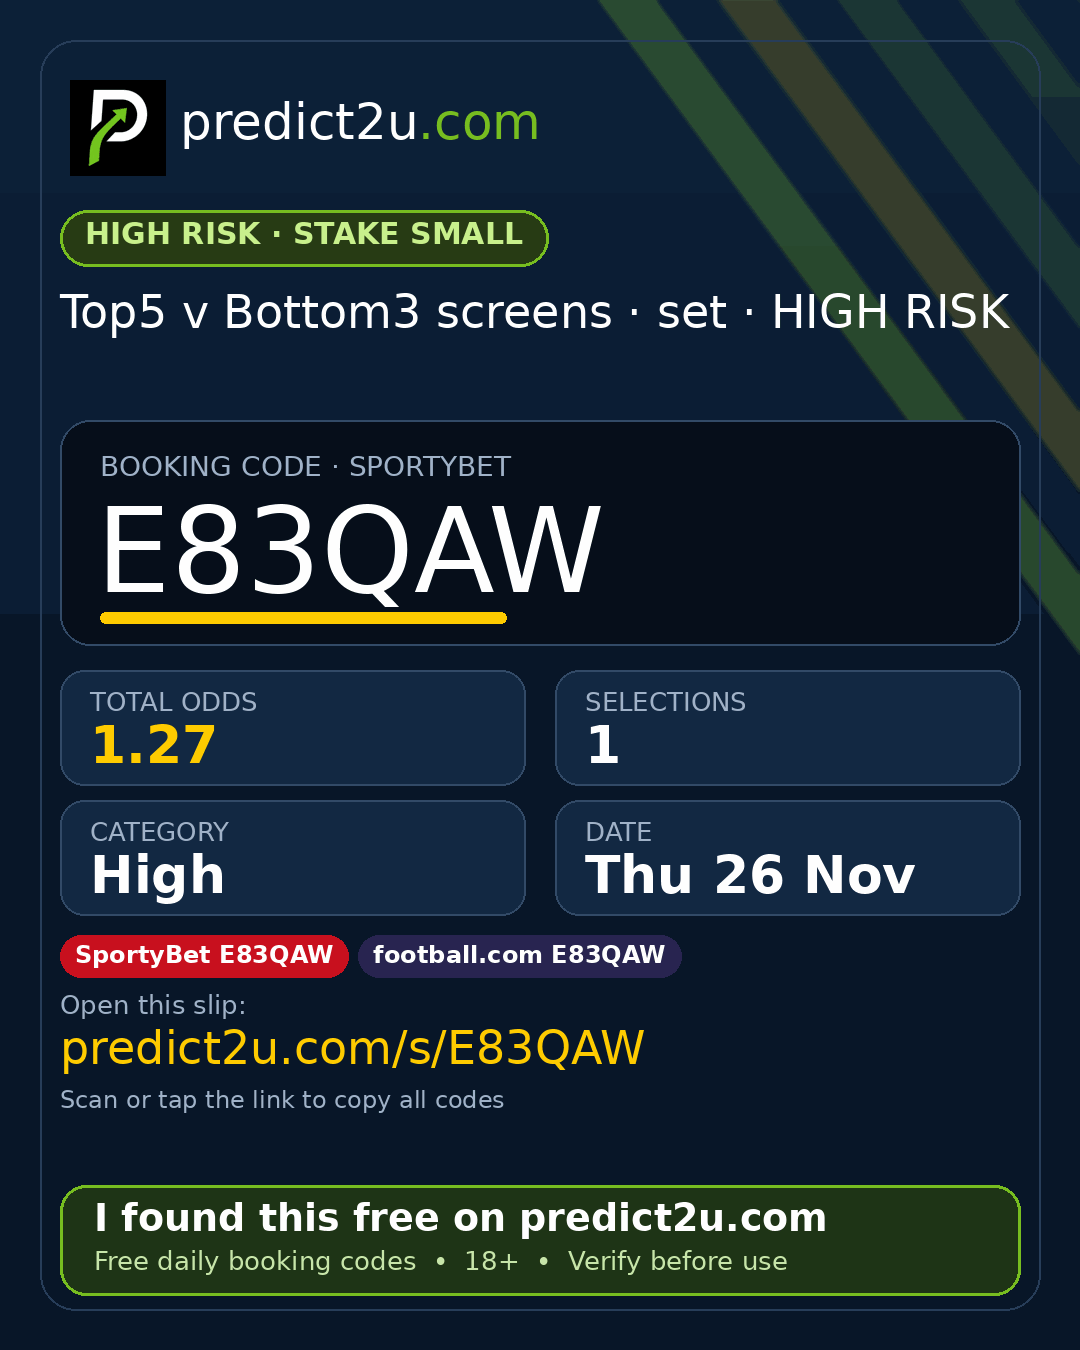 predict2u.com
HIGH RISK · STAKE SMALL
Top5 v Bottom3 screens · set · HIGH RISK
BOOKING CODE · SPORTYBET
E83QAW
TOTAL ODDS
1.27
SELECTIONS
1
CATEGORY
High
DATE
Thu 26 Nov
SportyBet E83QAW
football.com E83QAW
Open this slip:
predict2u.com/s/E83QAW
Scan or tap the link to copy all codes
I found this free on predict2u.com
Free daily booking codes • 18+ • Verify before use